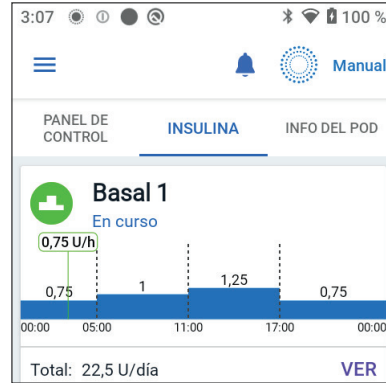 3:07 100 %
Manual
PANEL DE CONTROL INSULINA INFO DEL POD
Basal 1
En curso
0,75 U/h
0,75 1 1,25 0,75
00:00 05:00 11:00 17:00 00:00
Total: 22,5 U/día VER